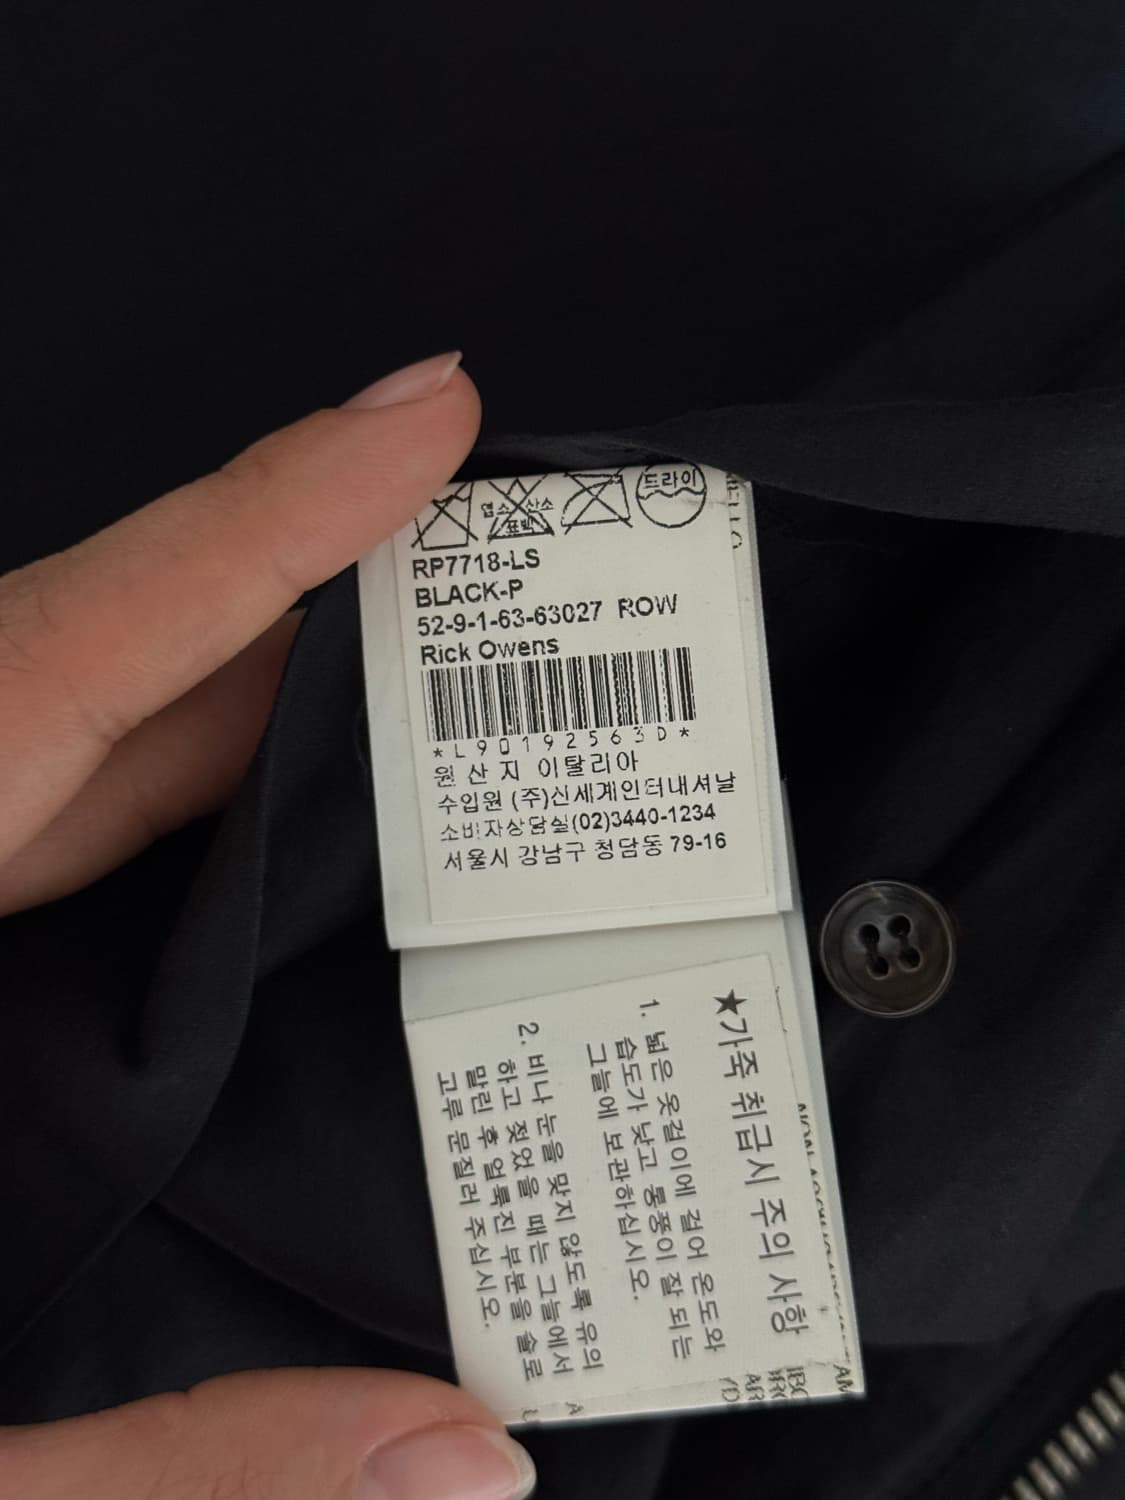 드라이
염소 산소
표백
RP7718-LS
BLACK-P
52-9-1-63-63027 ROW
Rick Owens
*L90192563D*
원산지 이탈리아
수입원 (주)신세계인터내셔날
소비자상담실(02)3440-1234
서울시 강남구 청담동 79-16
★가죽 취급시 주의 사항
1. 넓은 옷걸이에 걸어 온도와
습도가 낮고 통풍이 잘 되는
그늘에 보관하십시오.
2. 비나 눈을 맞지 않도록 유의
하고 젖었을 때는 그늘에서
말린 후 얼룩진 부분을 솔로
고루 문질러 주십시오.